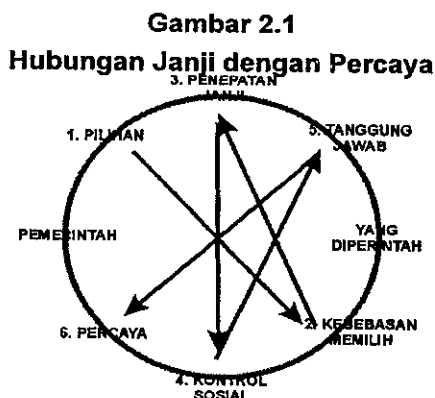 Gambar 2.1
Hubungan Janji dengan Percaya
3. PENEPATAN
JANJI
1. PILIHAN
5. TANGGUNG
JAWAB
PEMERINTAH
YANG
DIPERINTAH
6. PERCAYA
2. KEBEBASAN
MEMILIH
4. KONTROL
SOSIAL